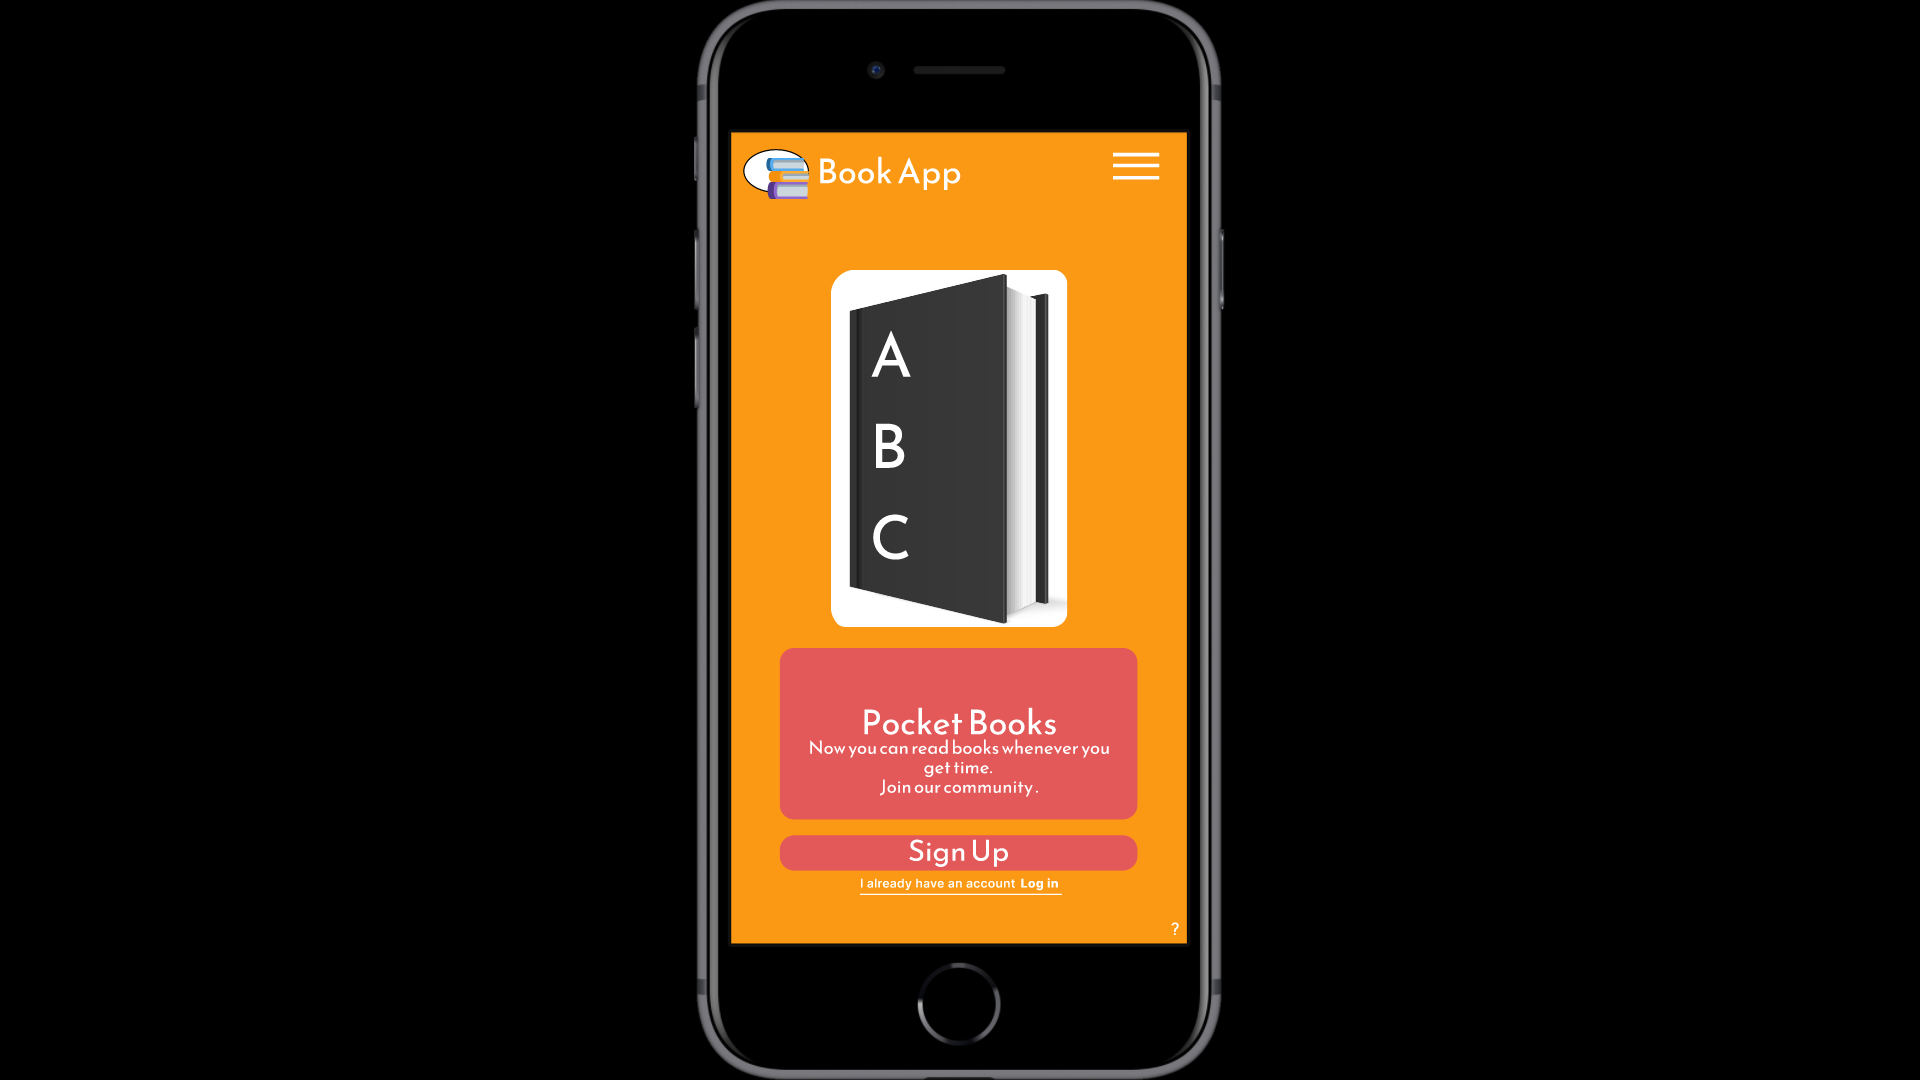 Book App
A
B
C
Pocket Books
Now you can read books whenever you
get time.
Join our community .
Sign Up
I already have an account Log in
?